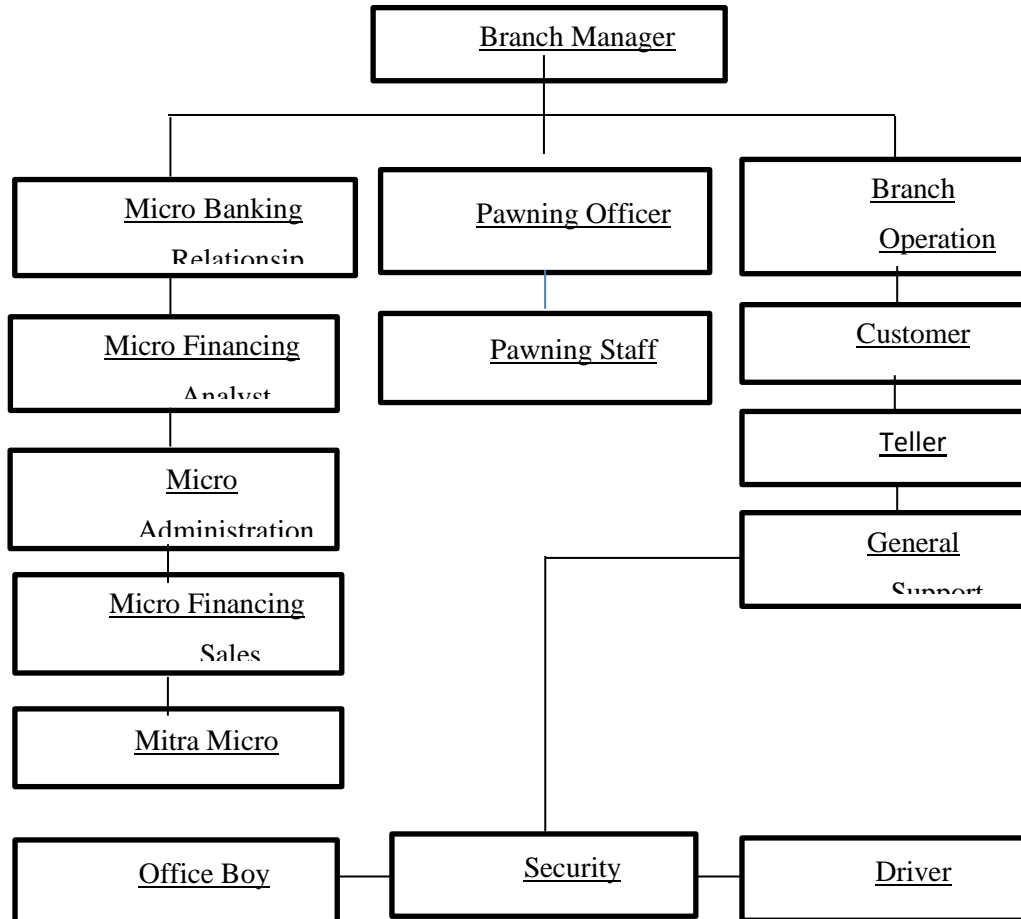 Branch Manager
Micro Banking
Relationsip
Pawning Officer
Branch
Operation
Micro Financing
Analyst
Pawning Staff
Customer
Micro
Administration
Teller
Micro Financing
Sales
General
Support
Mitra Micro
Office Boy
Security
Driver